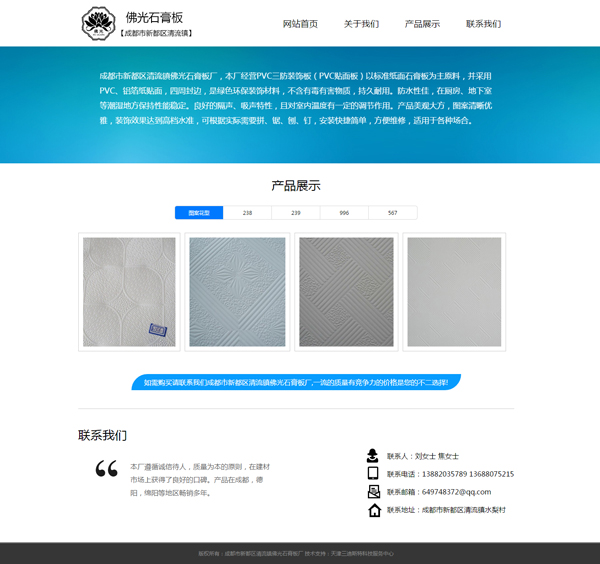 佛光石膏板
【成都市新都区清流镇】
网站首页 关于我们 产品展示 联系我们
成都市新都区清流镇佛光石膏板厂，本厂经营PVC三防装饰板（PVC贴面板）以标准纸面石膏板为主原料，并采用
PVC、铝箔纸贴面，四周封边，是绿色环保装饰材料，不含有毒有害物质，持久耐用。防水性佳，在厨房、地下室
等潮湿地方保持性能稳定。良好的隔声、吸声特性，且对室内温度有一定的调节作用。产品美观大方，图案清晰优
雅，装饰效果达到高档水准，可根据实际需要拼、锯、刨、钉，安装快捷简单，方便维修，适用于各种场合。
产品展示
图案花型 238 239 996 567
如需购买请联系我们成都市新都区清流镇佛光石膏板厂,一流的质量有竞争力的价格是您的不二选择!
联系我们
本厂遵循诚信待人，质量为本的原则，在建材
市场上获得了良好的口碑。产品在成都，德
阳，绵阳等地区畅销多年。
联系人：刘女士 焦女士
联系电话：13882035789 13688075215
联系邮箱：649748372@qq.com
联系地址：成都市新都区清流镇水梨村
版权所有：成都市新都区清流镇佛光石膏板厂 技术支持：天津三迪斯特科技服务中心